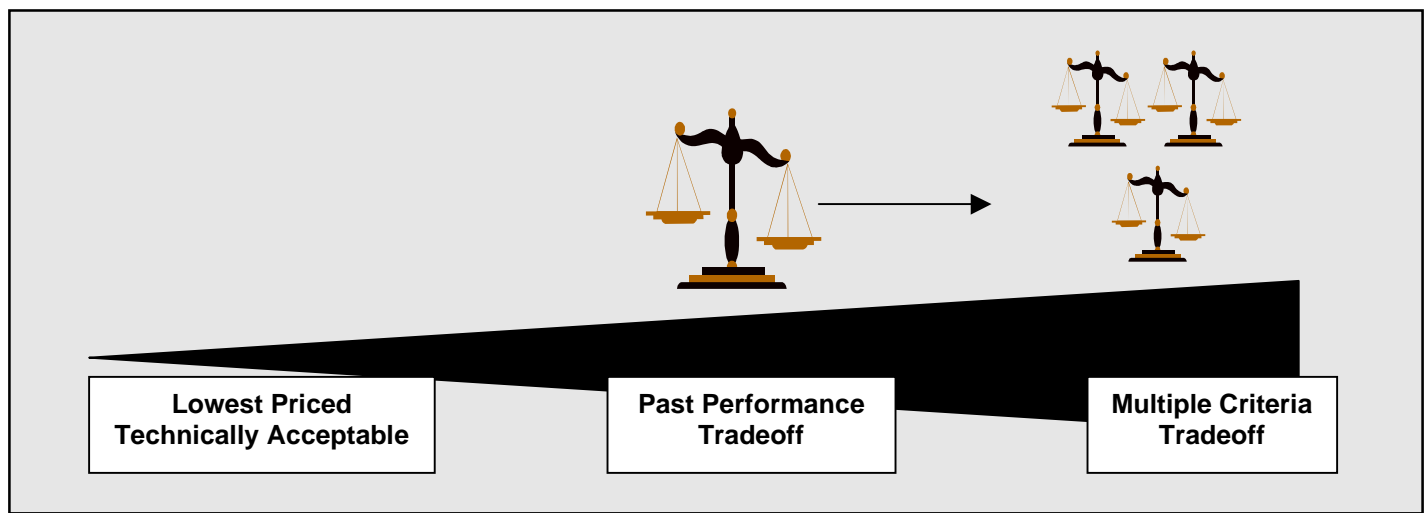 Lowest Priced
Technically Acceptable
Past Performance
Tradeoff
Multiple Criteria
Tradeoff